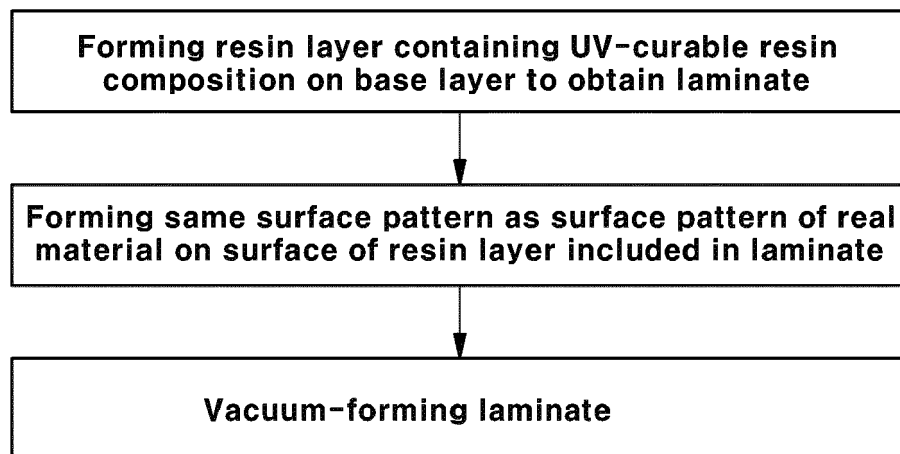 Forming resin layer containing UV-curable resin
composition on base layer to obtain laminate
Forming same surface pattern as surface pattern of real
material on surface of resin layer included in laminate
Vacuum-forming laminate